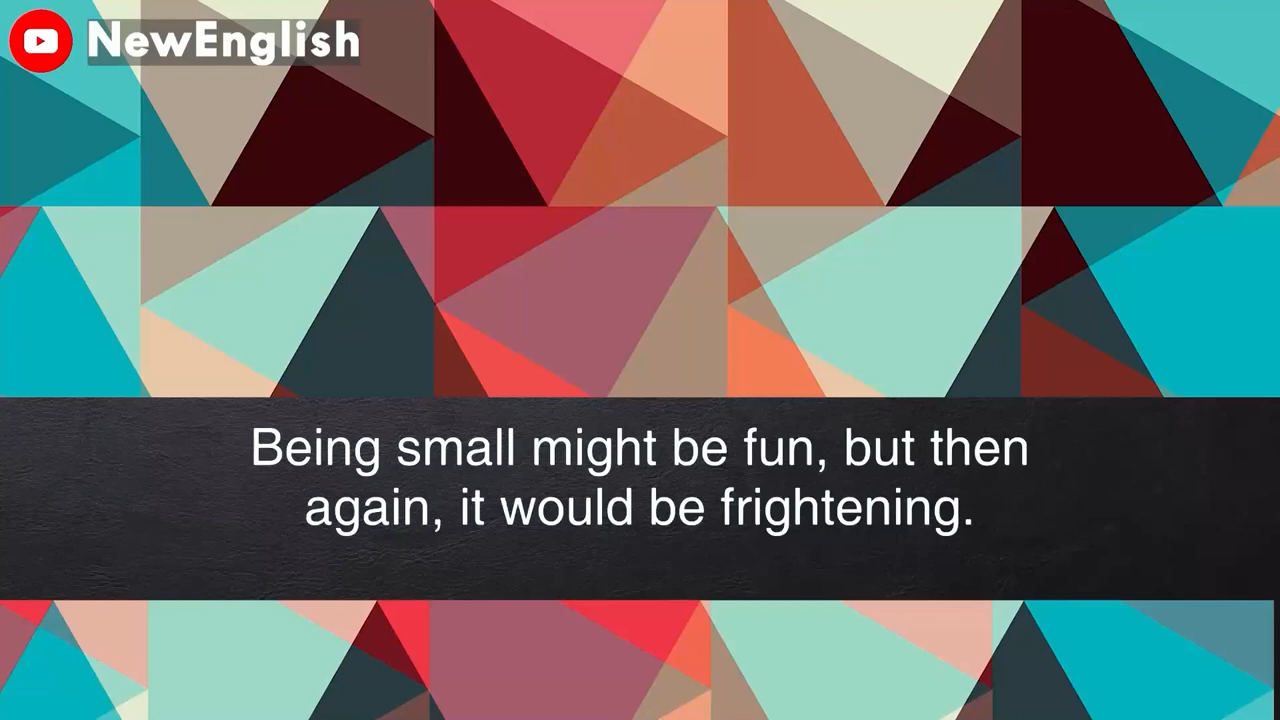 NewEnglish
Being small might be fun, but then
again, it would be frightening.